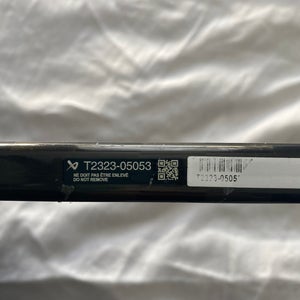 T2323-05053
NE DOIT PAS ÊTRE ENLEVÉ
DO NOT REMOVE
T2323-0505